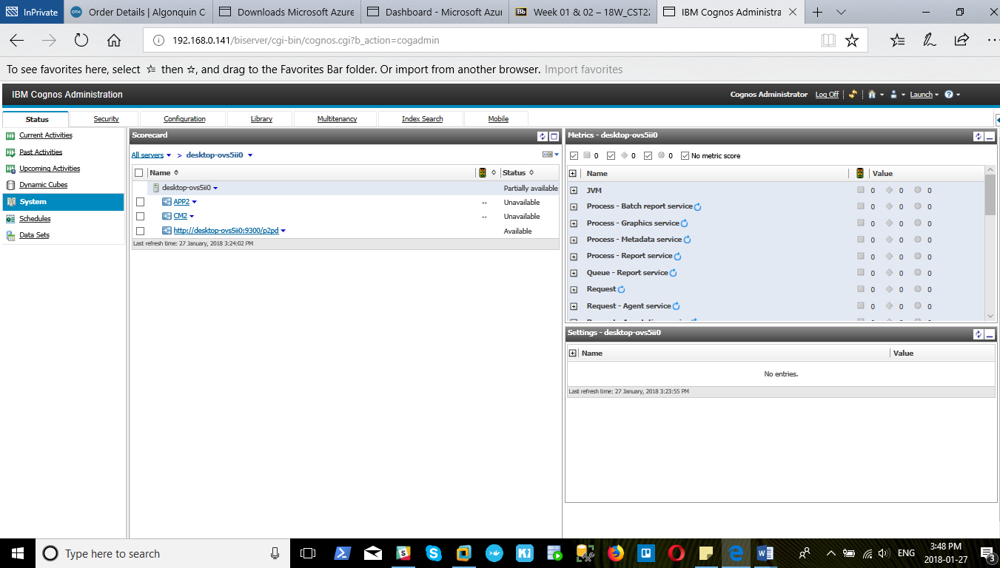 InPrivate
Order Details | Algonquin C
Downloads Microsoft Azure
Dahboard - Microsoft Azur
Bb Week 01 & 02 – 18W_CST22
IBM Cognos Administra
192.168.0.141/biserver/cgi-bin/cognos.cgi?b_action=cogadmin
To see favorites here, select then , and drag to the Favorites Bar folder. Or import from another browser. Import favorites
IBM Cognos Administration
Cognos Administrator Log Off Launch
Status Security Configuration Library Multitenancy Index Search Mobile
Current Activities
Past Activities
Upcoming Activities
Dynamic Cubes
System
Schedules
Data Sets
Scorecard
All servers > desktop-ovs5ii0
Name Status
desktop-ovs5ii0 Partially available
APP2 -- Unavailable
CM2 -- Unavailable
http://desktop-ovs5ii0:9300/p2pd Available
Last refresh time: 27 January, 2018 3:24:02 PM
Metrics - desktop-ovs5ii0
0 0 0 No metric score
Name Value
JVM 0 0 0
Process - Batch report service 0 0 0
Process - Graphics service 0 0 0
Process - Metadata service 0 0 0
Process - Report service 0 0 0
Queue - Report service 0 0 0
Request 0 0 0
Request - Agent service 0 0 0
Settings - desktop-ovs5ii0
Name Value
No entries.
Last refresh time: 27 January, 2018 3:23:55 PM
Type here to search
ENG
3:48 PM
2018-01-27
3